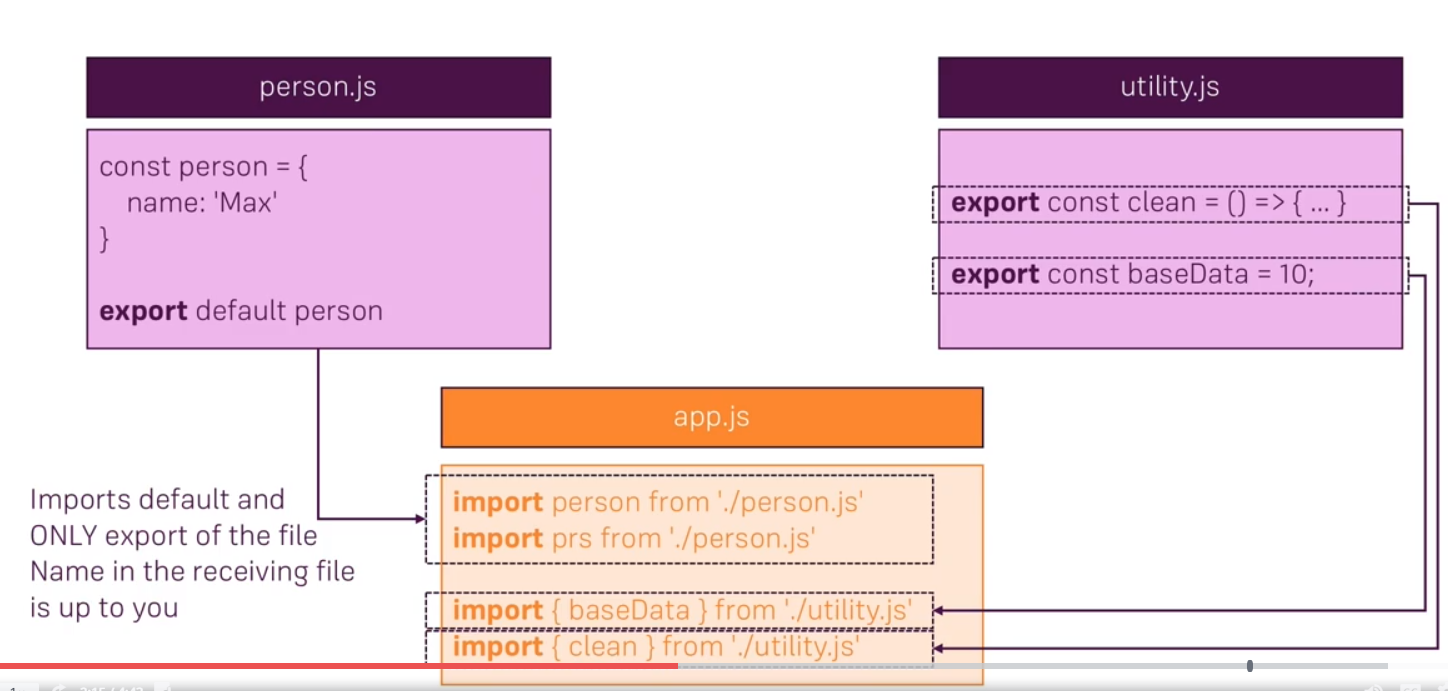 person.js
const person = {
name: 'Max'
}
export default person
utility.js
export const clean = () => { ... }
export const baseData = 10;
app.js
import person from './person.js'
import prs from './person.js'
import { baseData } from './utility.js'
import { clean } from './utility.js'
Imports default and
ONLY export of the file
Name in the receiving file
is up to you